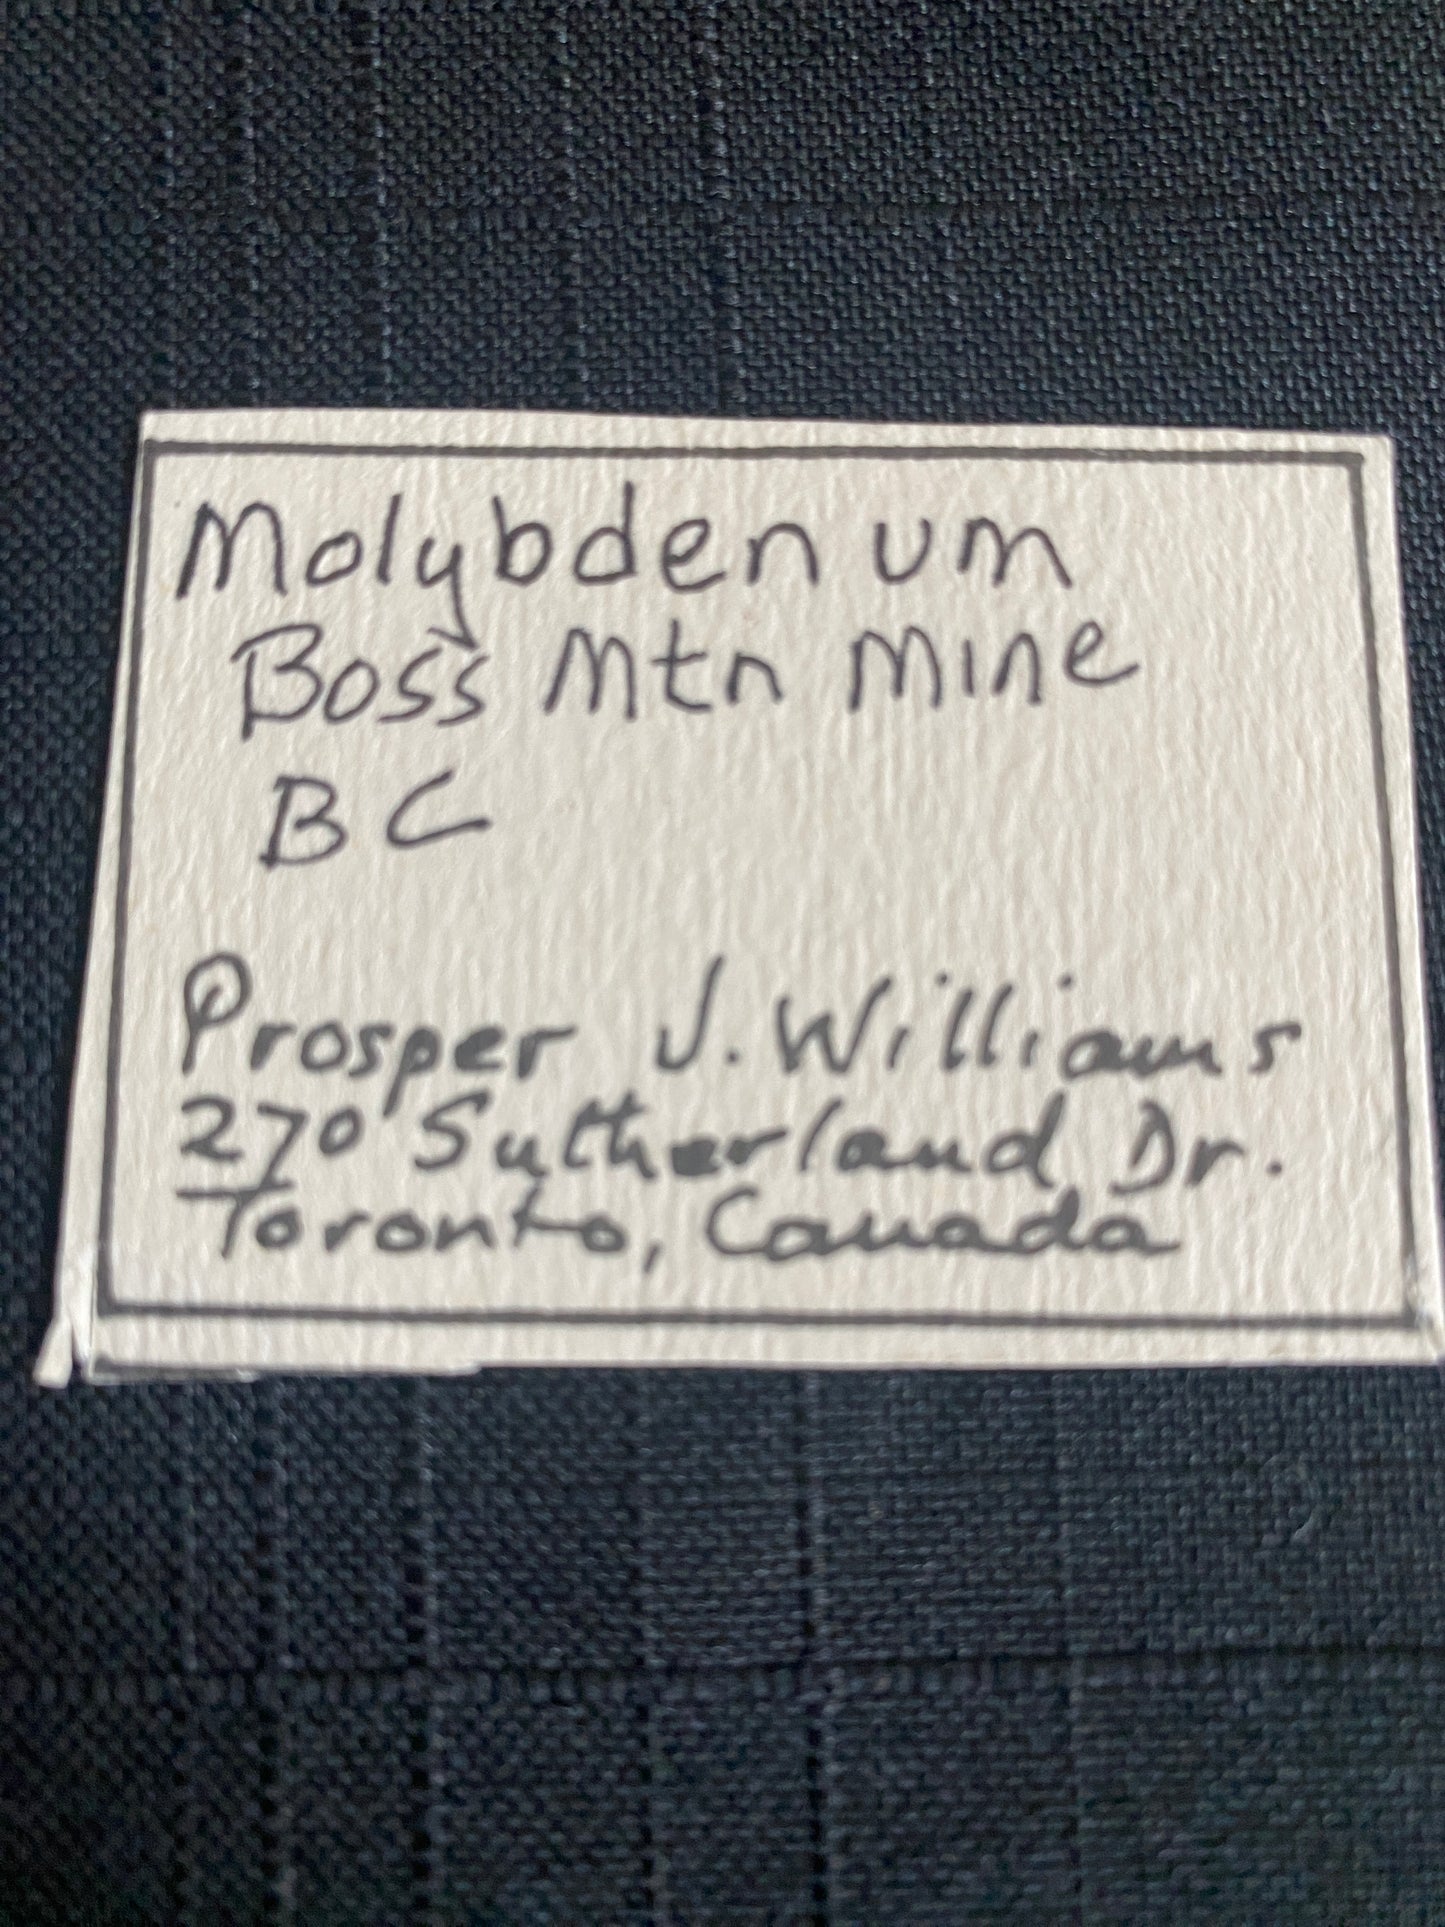 Molybdenum
Boss Mtn Mine
BC
Prosper J. Williams
270 Sutherland Dr.
Toronto, Canada